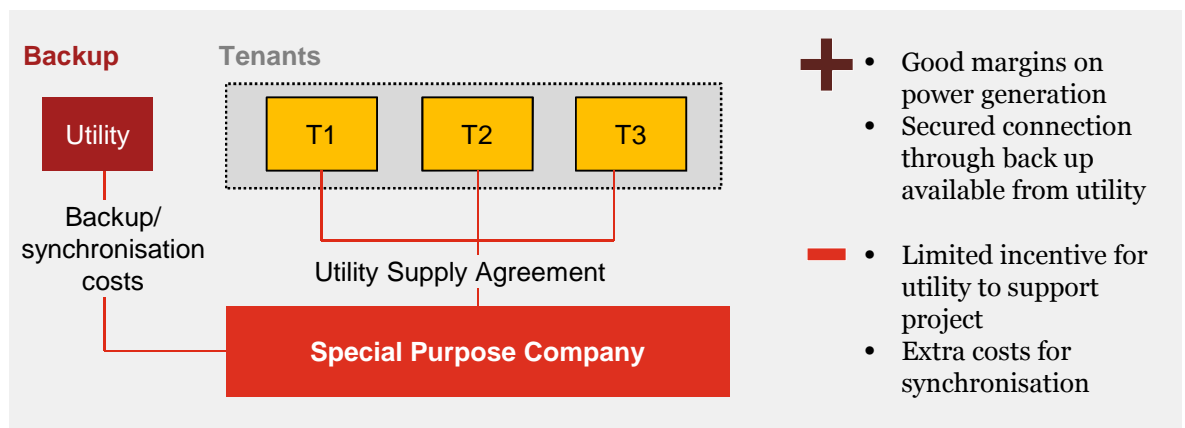 Backup
Tenants
Utility
T1
T2
T3
Backup/
synchronisation
costs
Utility Supply Agreement
Special Purpose Company
• Good margins on
power generation
• Secured connection
through back up
available from utility
• Limited incentive for
utility to support
project
• Extra costs for
synchronisation